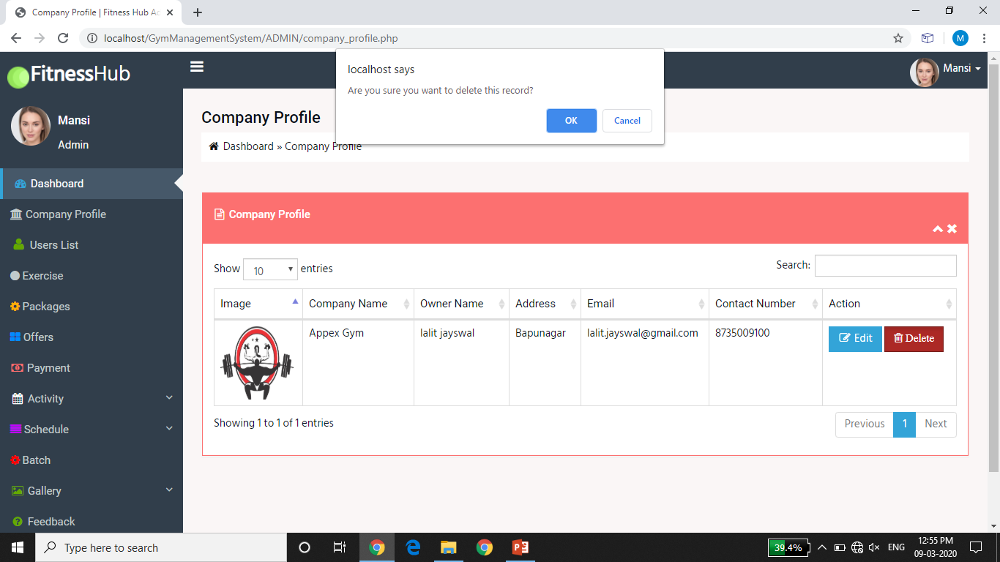 Company Profile | Fitness Hub Ac
localhost/GymManagementSystem/ADMIN/company_profile.php
M
localhost says
Are you sure you want to delete this record?
OK
Cancel
FitnessHub
Mansi
Mansi
Admin
Dashboard
Company Profile
Users List
Exercise
Packages
Offers
Payment
Activity
Schedule
Batch
Gallery
Feedback
Company Profile
Dashboard » Company Profile
Company Profile
Show 10 entries
Search:
Image Company Name Owner Name Address Email Contact Number Action
Appex Gym lalit jayswal Bapunagar lalit.jayswal@gmail.com 8735009100 Edit Delete
Showing 1 to 1 of 1 entries
Previous 1 Next
Type here to search
39.4%
ENG
12:55 PM
09-03-2020